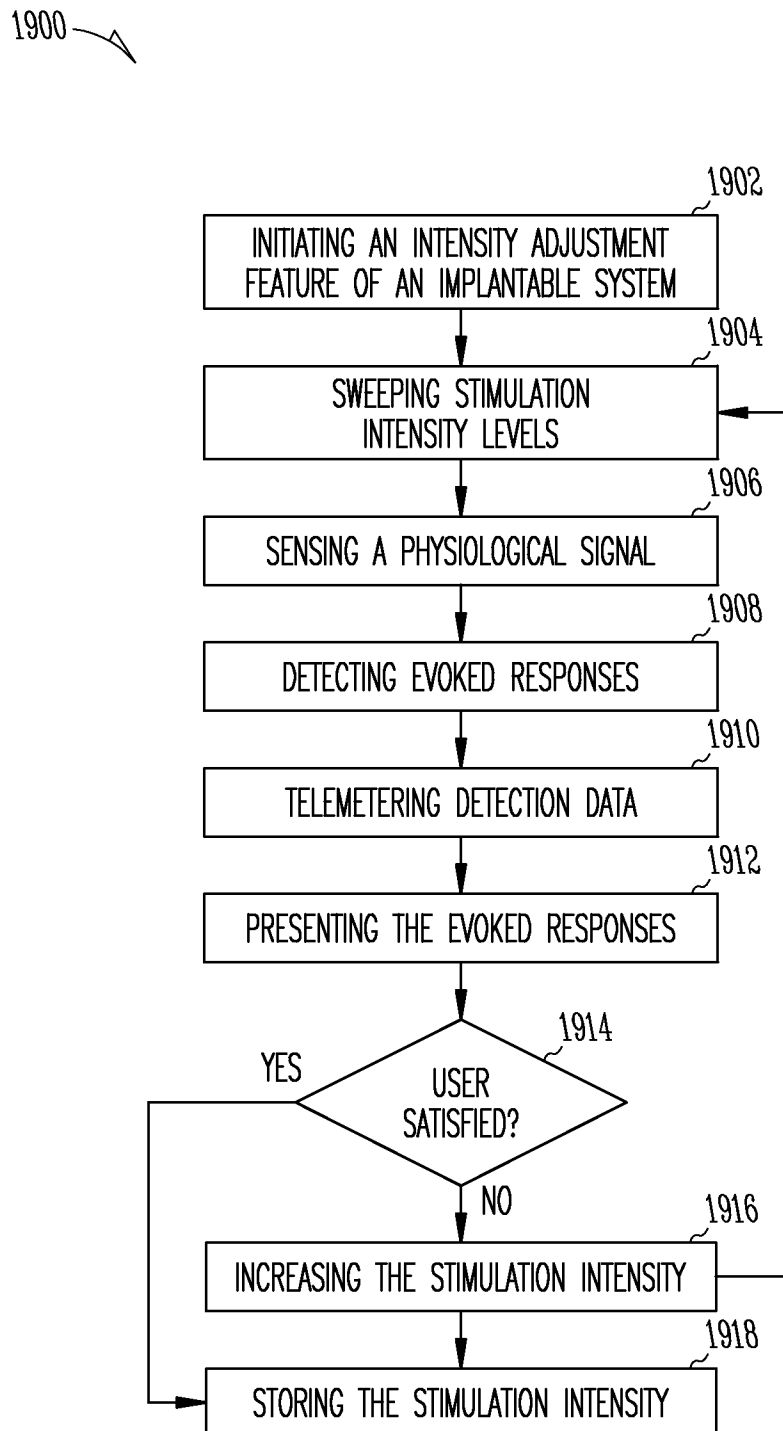 1900
1902
INITIATING AN INTENSITY ADJUSTMENT
FEATURE OF AN IMPLANTABLE SYSTEM
1904
SWEEPING STIMULATION
INTENSITY LEVELS
1906
SENSING A PHYSIOLOGICAL SIGNAL
1908
DETECTING EVOKED RESPONSES
1910
TELEMETERING DETECTION DATA
1912
PRESENTING THE EVOKED RESPONSES
1914
YES
USER
SATISFIED?
NO
1916
INCREASING THE STIMULATION INTENSITY
1918
STORING THE STIMULATION INTENSITY